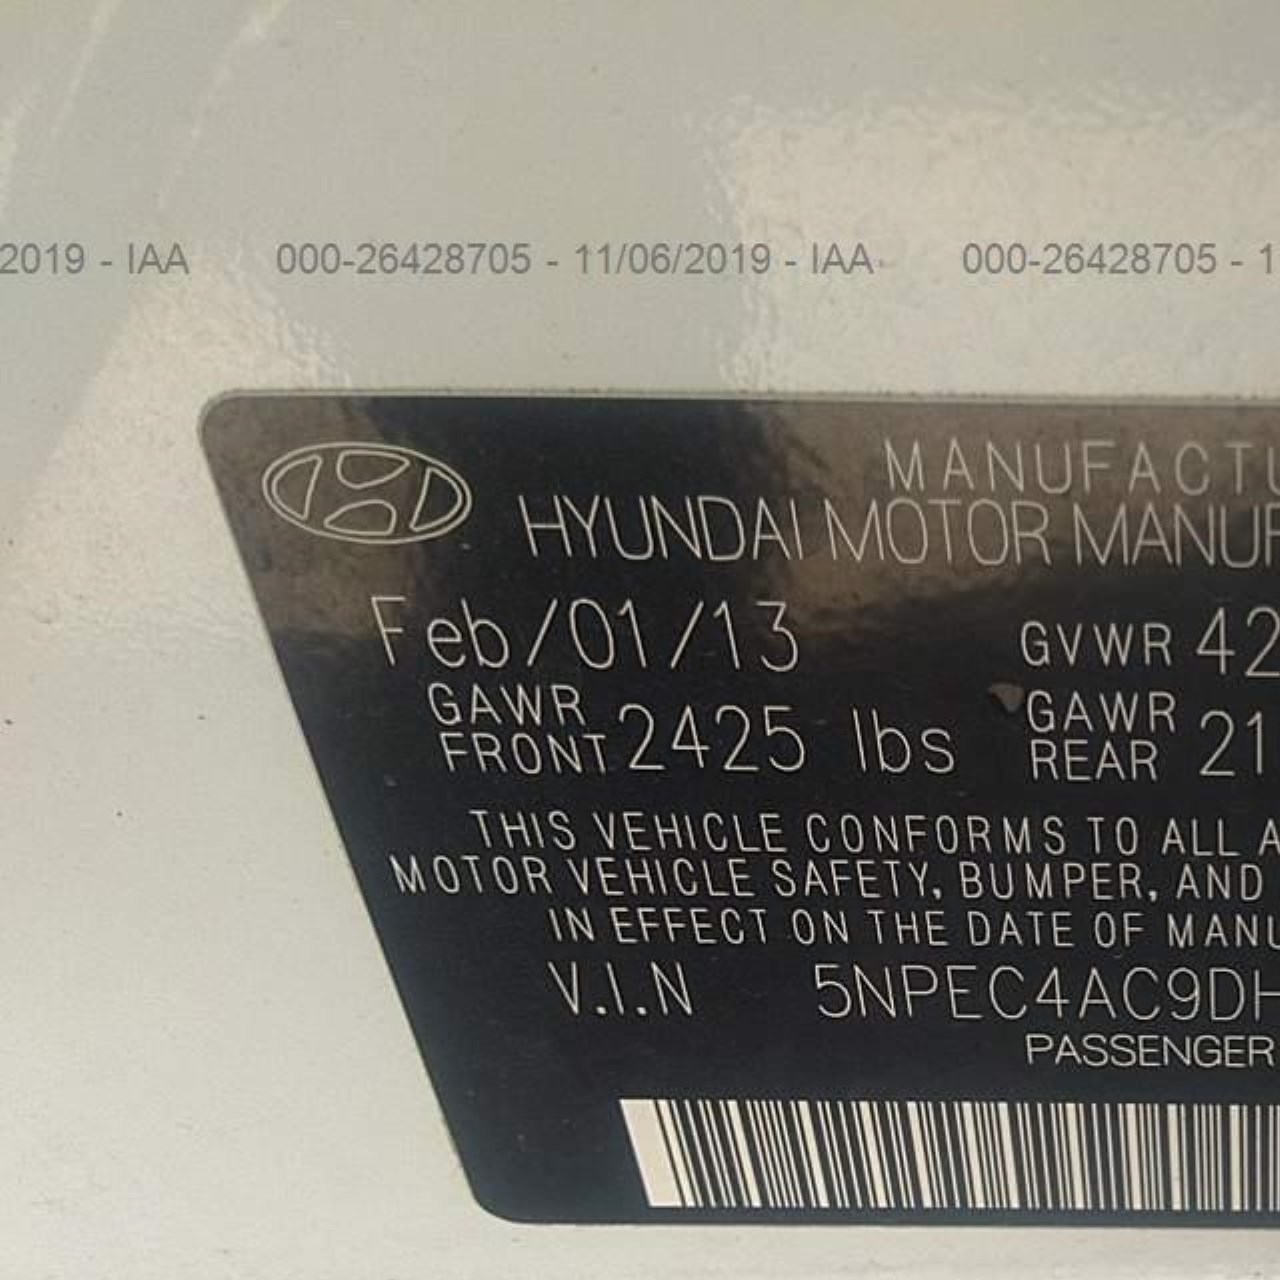 2019 - IAA 000-26428705 - 11/06/2019 - IAA 000-26428705 - 1
MANUFACTU
HYUNDAI MOTOR MANUF
Feb/01/13 GVWR 42
GAWR FRONT 2425 lbs GAWR REAR 21
THIS VEHICLE CONFORMS TO ALL A
MOTOR VEHICLE SAFETY, BUMPER, AND
IN EFFECT ON THE DATE OF MANU
V.I.N 5NPEC4AC9DH
PASSENGER